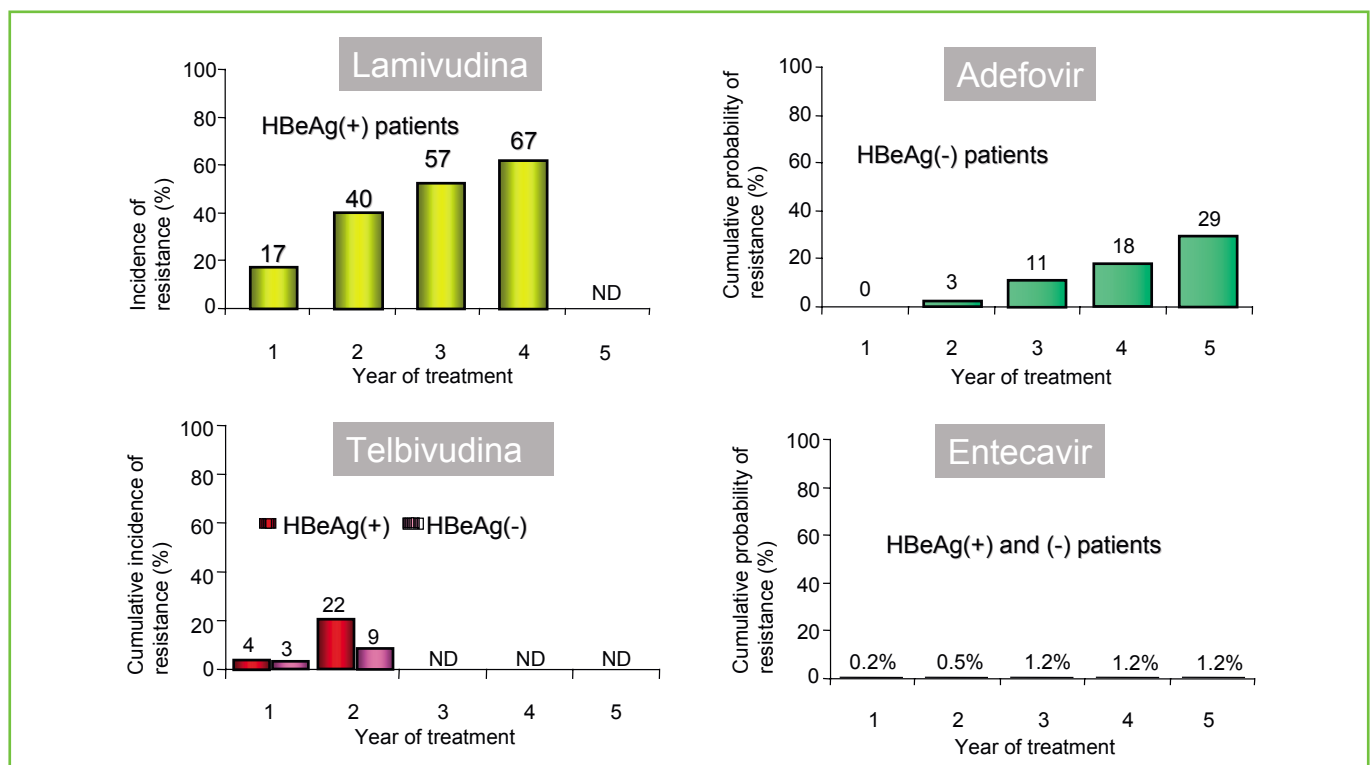 Lamivudina
Incidence of
resistance (%)
100
80
60
40
20
0
HBeAg(+) patients
17
40
57
67
ND
1 2 3 4 5
Year of treatment
Adefovir
Cumulative probability of
resistance (%)
100
80
60
40
20
0
HBeAg(-) patients
0
3
11
18
29
1 2 3 4 5
Year of treatment
Telbivudina
Cumulative incidence of
resistance (%)
100
80
60
40
20
0
HBeAg(+) HBeAg(-)
4 3
22 9
ND ND ND
1 2 3 4 5
Year of treatment
Entecavir
Cumulative probability of
resistance (%)
100
80
60
40
20
0
HBeAg(+) and (-) patients
0.2% 0.5% 1.2% 1.2% 1.2%
1 2 3 4 5
Year of treatment